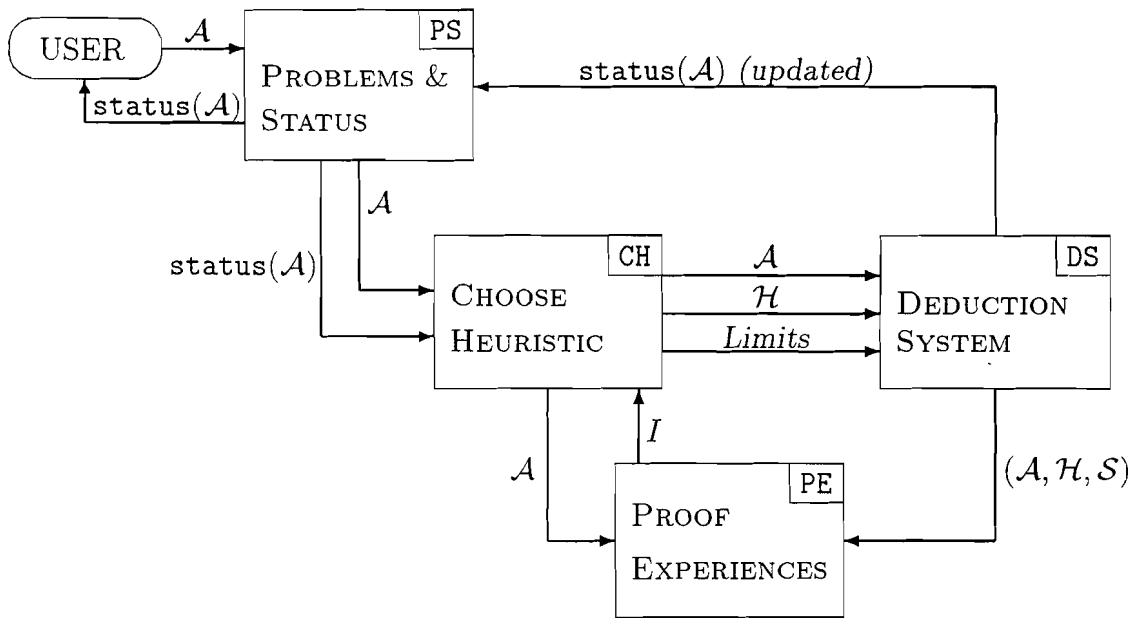 USER
𝒜
PS
PROBLEMS &
STATUS
status(𝒜)
status(𝒜) (updated)
𝒜
status(𝒜)
CH
CHOOSE
HEURISTIC
𝒜
ℋ
Limits
DS
DEDUCTION
SYSTEM
𝒜
I
(𝒜, ℋ, 𝒮)
PE
PROOF
EXPERIENCES